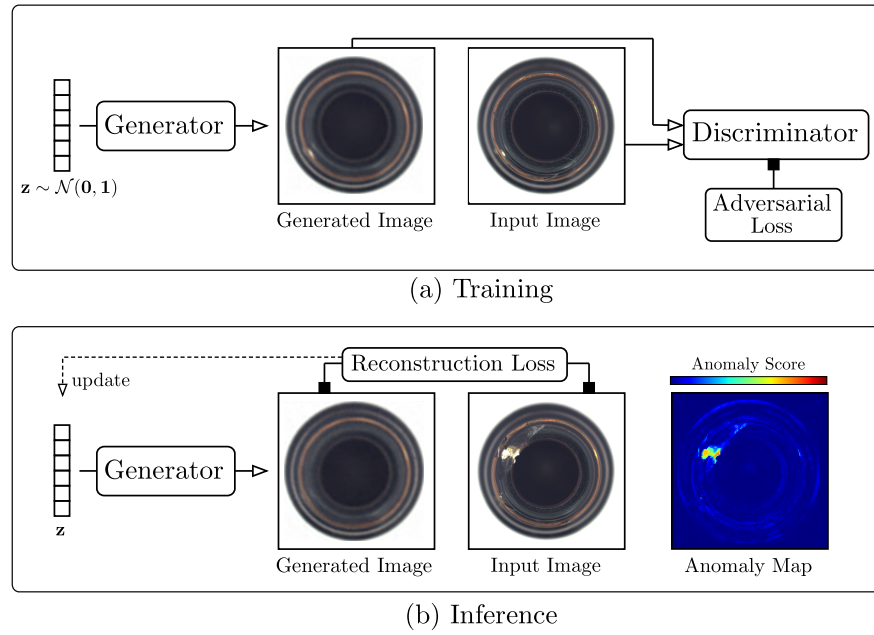 Generator
Discriminator
z ∼ 𝒩(0, 1)
Generated Image
Input Image
Adversarial
Loss
(a) Training
update
Reconstruction Loss
Anomaly Score
Generator
z
Generated Image
Input Image
Anomaly Map
(b) Inference